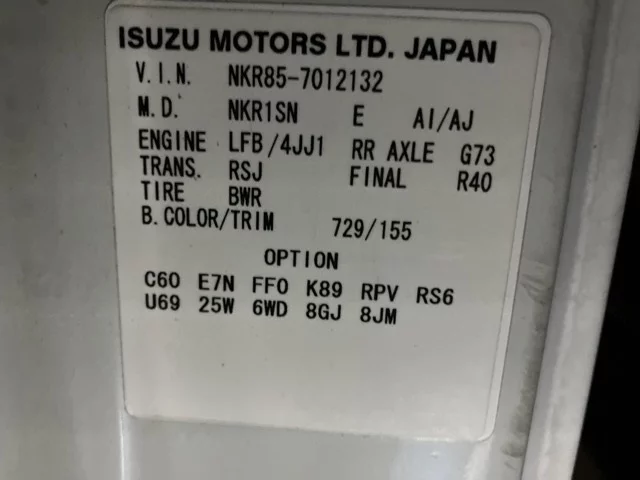 ISUZU MOTORS LTD. JAPAN
V.I.N. NKR85-7012132
M.D. NKR1SN E AI/AJ
ENGINE LFB/4JJ1 RR AXLE G73
TRANS. RSJ FINAL R40
TIRE BWR
B.COLOR/TRIM 729/155
OPTION
C60 E7N FF0 K89 RPV RS6
U69 25W 6WD 8GJ 8JM